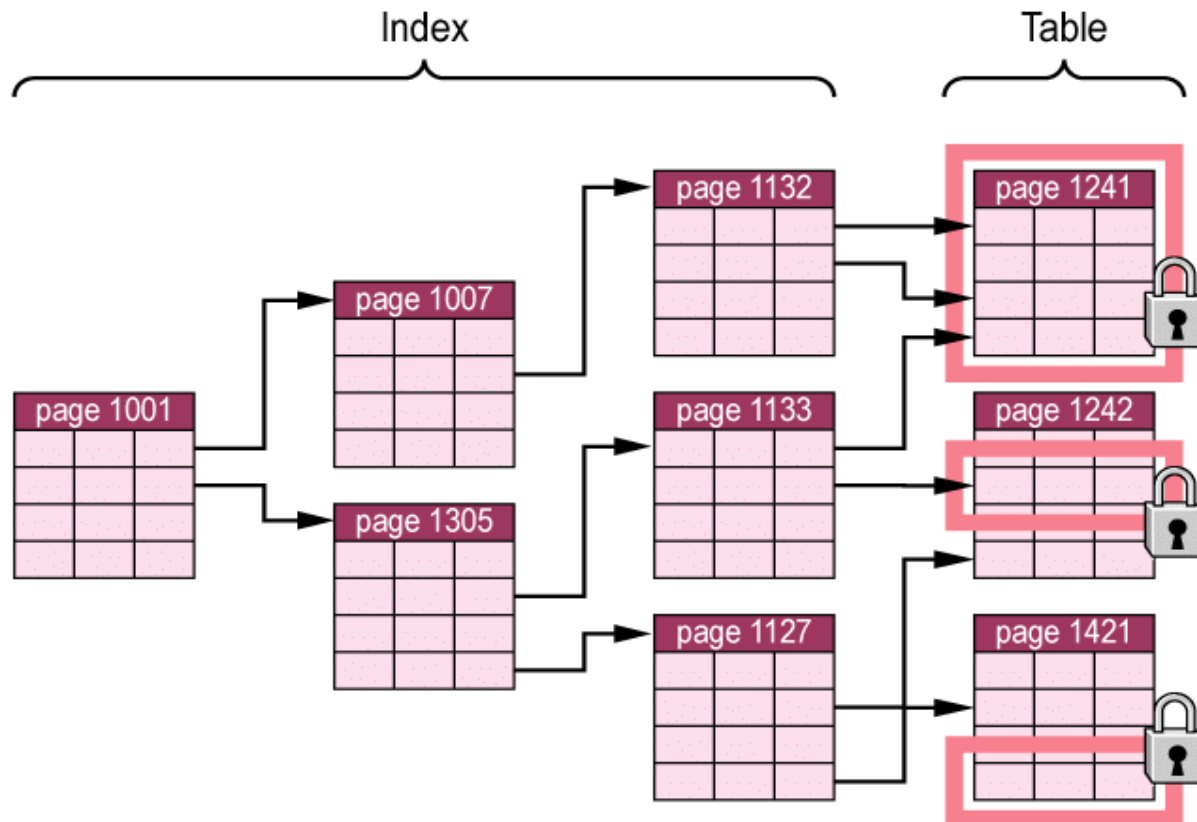 Index
Table
page 1001
page 1007
page 1305
page 1132
page 1133
page 1127
page 1241
page 1242
page 1421